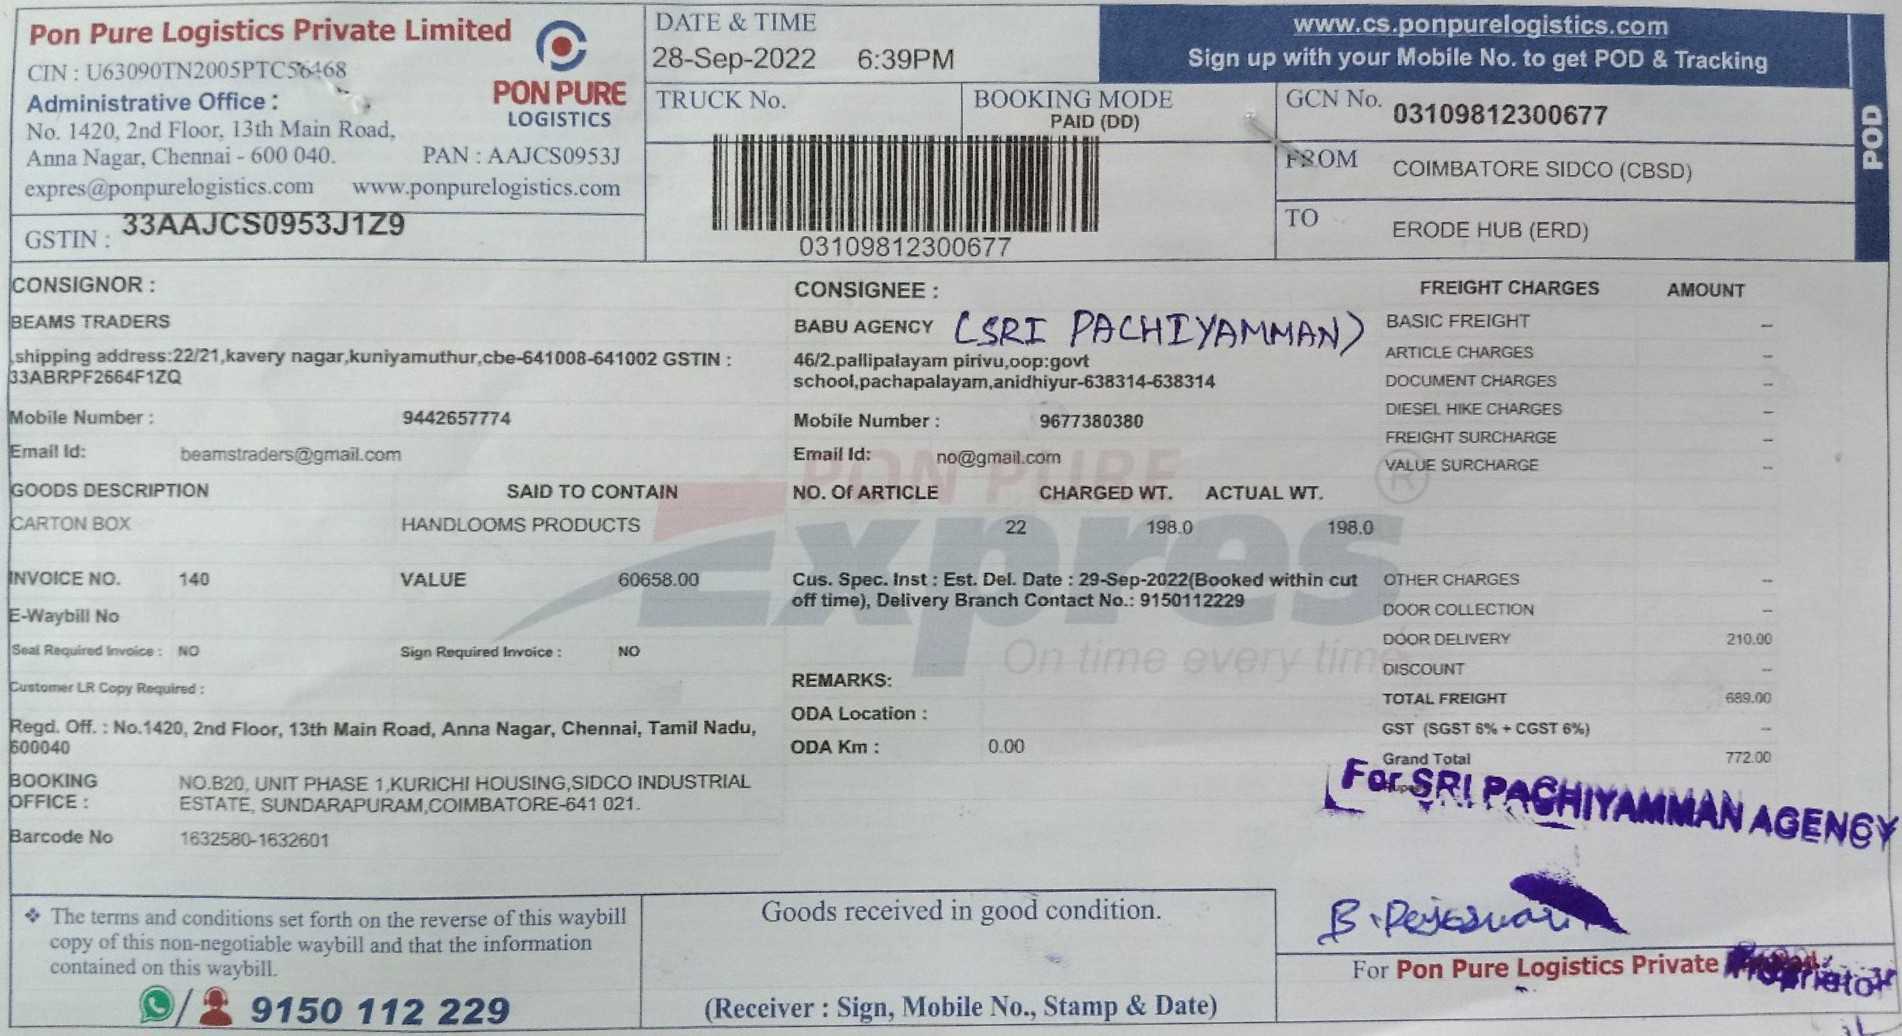 Pon Pure Logistics Private Limited
CIN : U63090TN2005PTC56468
Administrative Office :
No. 1420, 2nd Floor, 13th Main Road,
Anna Nagar, Chennai - 600 040. PAN : AAJCS0953J
expres@ponpurelogistics.com www.ponpurelogistics.com
PON PURE
LOGISTICS
GSTIN : 33AAJCS0953J1Z9
DATE & TIME
28-Sep-2022 6:39PM
www.cs.ponpurelogistics.com
Sign up with your Mobile No. to get POD & Tracking
POD
TRUCK No.
BOOKING MODE
PAID (DD)
03109812300677
GCN No. 03109812300677
FROM COIMBATORE SIDCO (CBSD)
TO ERODE HUB (ERD)
CONSIGNOR :
BEAMS TRADERS
,shipping address:22/21,kavery nagar,kuniyamuthur,cbe-641008-641002 GSTIN :
33ABRPF2664F1ZQ
Mobile Number : 9442657774
Email Id: beamstraders@gmail.com
GOODS DESCRIPTION SAID TO CONTAIN
CARTON BOX HANDLOOMS PRODUCTS
INVOICE NO. 140 VALUE 60658.00
E-Waybill No
Seal Required Invoice : NO Sign Required Invoice : NO
Customer LR Copy Required :
Regd. Off. : No.1420, 2nd Floor, 13th Main Road, Anna Nagar, Chennai, Tamil Nadu,
600040
BOOKING OFFICE : NO.B20, UNIT PHASE 1,KURICHI HOUSING,SIDCO INDUSTRIAL
ESTATE, SUNDARAPURAM,COIMBATORE-641 021.
Barcode No 1632580-1632601
CONSIGNEE :
BABU AGENCY (SRI PACHIYAMMAN)
46/2.pallipalayam pirivu,oop:govt
school,pachapalayam,anidhiyur-638314-638314
Mobile Number : 9677380380
Email Id: no@gmail.com
NO. Of ARTICLE CHARGED WT. ACTUAL WT.
22 198.0 198.0
Cus. Spec. Inst : Est. Del. Date : 29-Sep-2022(Booked within cut
off time), Delivery Branch Contact No.: 9150112229
PON PURE
Expres ®
On time every time
REMARKS:
ODA Location :
ODA Km : 0.00
FREIGHT CHARGES AMOUNT
BASIC FREIGHT --
ARTICLE CHARGES --
DOCUMENT CHARGES --
DIESEL HIKE CHARGES --
FREIGHT SURCHARGE --
VALUE SURCHARGE --
OTHER CHARGES --
DOOR COLLECTION --
DOOR DELIVERY 210.00
DISCOUNT --
TOTAL FREIGHT 689.00
GST (SGST 6% + CGST 6%) --
Grand Total 772.00
For SRI PACHIYAMMAN AGENCY
❖ The terms and conditions set forth on the reverse of this waybill
copy of this non-negotiable waybill and that the information
contained on this waybill.
9150 112 229
Goods received in good condition.
(Receiver : Sign, Mobile No., Stamp & Date)
For Pon Pure Logistics Private
Proprietor